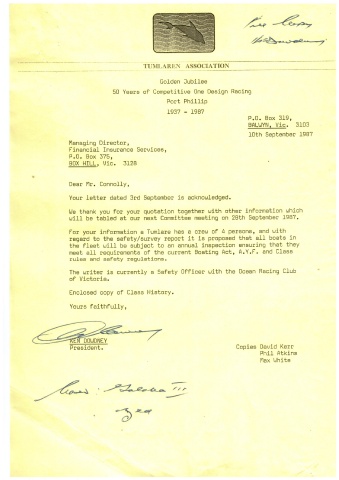 TUMLAREN ASSOCIATION
Golden Jubilee
50 Years of Competitive One Design Racing
Port Phillip
1937 - 1987
P.O. Box 319,
BALWYN, Vic. 3103
10th September 1987
Managing Director,
Financial Insurance Services,
P.O. Box 375,
BOX HILL, Vic. 3128
Dear Mr. Connolly,
Your letter dated 3rd September is acknowledged.
We thank you for your quotation together with other information which
will be tabled at our next Committee meeting on 28th September 1987.
For your information a Tumlare has a crew of 4 persons, and with
regard to the safety/survey report it is proposed that all boats in
the fleet will be subject to an annual inspection ensuring that they
meet all requirements of the current Boating Act, A.Y.F. and Class
rules and safety regulations.
The writer is currently a Safety Officer with the Ocean Racing Club
of Victoria.
Enclosed copy of Class History.
Yours faithfully,
KEN DOWDNEY
President.
Copies David Kerr
Phil Atkins
Max White